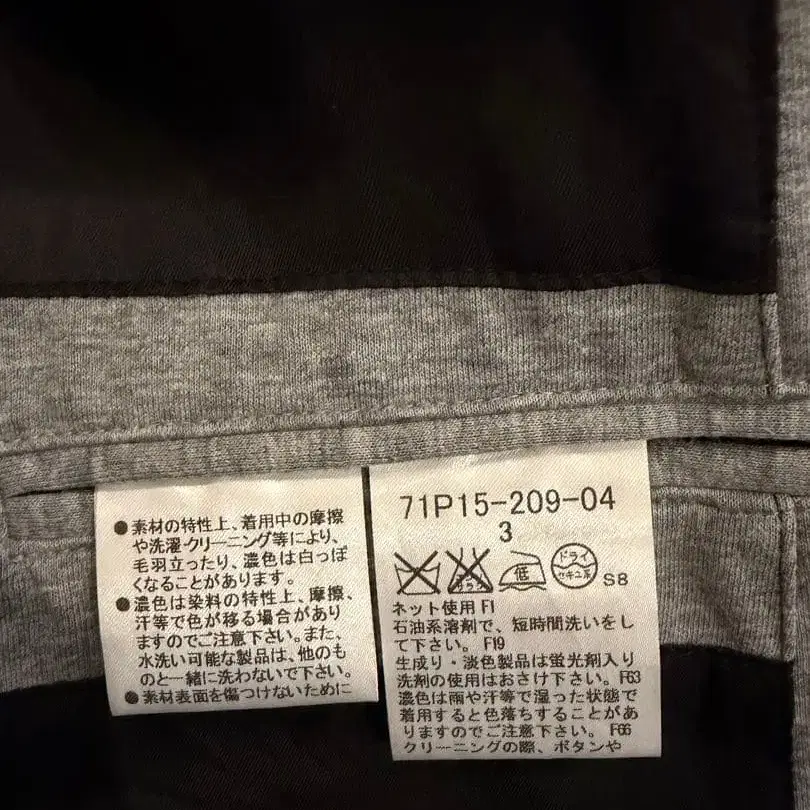 ●素材の特性上、着用中の摩擦
や洗濯・クリーニング等により、
毛羽立ったり、濃色は白っぽ
くなることがあります。
●濃色は染料の特性上、摩擦、
汗等で色が移る場合があり
ますのでご注意下さい。また、
水洗い可能な製品は、他のも
のと一緒に洗わないで下さい。
●素材表面を傷つけないために
71P15-209-04
3
低
ドライ
セキユ系
S8
ネット使用 F1
石油系溶剤で、短時間洗いをし
て下さい。 F19
生成り・淡色製品は蛍光剤入り
洗剤の使用はおさけ下さい。 F63
濃色は雨や汗等で湿った状態で
着用すると色落ちすることがあ
りますのでご注意下さい。 F66
クリーニングの際、ボタンや